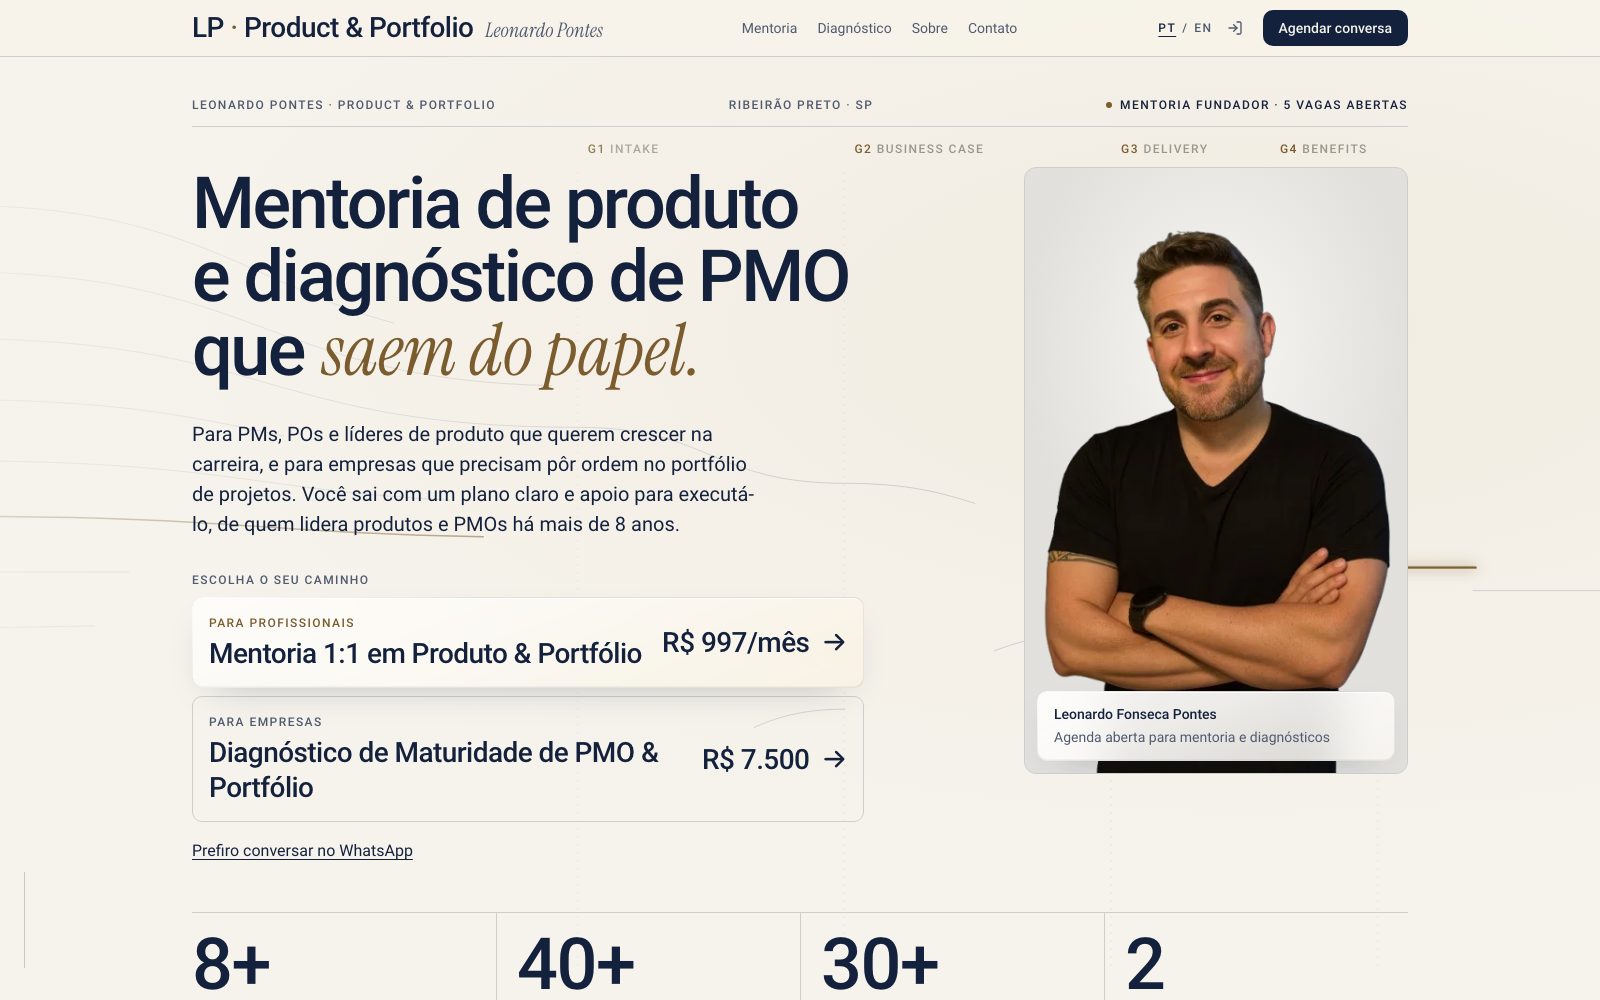 LP · Product & Portfolio Leonardo Pontes
Mentoria Diagnóstico Sobre Contato
PT / EN
Agendar conversa
LEONARDO PONTES · PRODUCT & PORTFOLIO
RIBEIRÃO PRETO · SP
MENTORIA FUNDADOR · 5 VAGAS ABERTAS
G1 INTAKE
G2 BUSINESS CASE
G3 DELIVERY
G4 BENEFITS
Mentoria de produto
e diagnóstico de PMO
que saem do papel.
Para PMs, POs e líderes de produto que querem crescer na
carreira, e para empresas que precisam pôr ordem no portfólio
de projetos. Você sai com um plano claro e apoio para executá-
lo, de quem lidera produtos e PMOs há mais de 8 anos.
ESCOLHA O SEU CAMINHO
PARA PROFISSIONAIS
Mentoria 1:1 em Produto & Portfólio
R$ 997/mês →
PARA EMPRESAS
Diagnóstico de Maturidade de PMO &
Portfólio
R$ 7.500 →
Prefiro conversar no WhatsApp
Leonardo Fonseca Pontes
Agenda aberta para mentoria e diagnósticos
8+
40+
30+
2